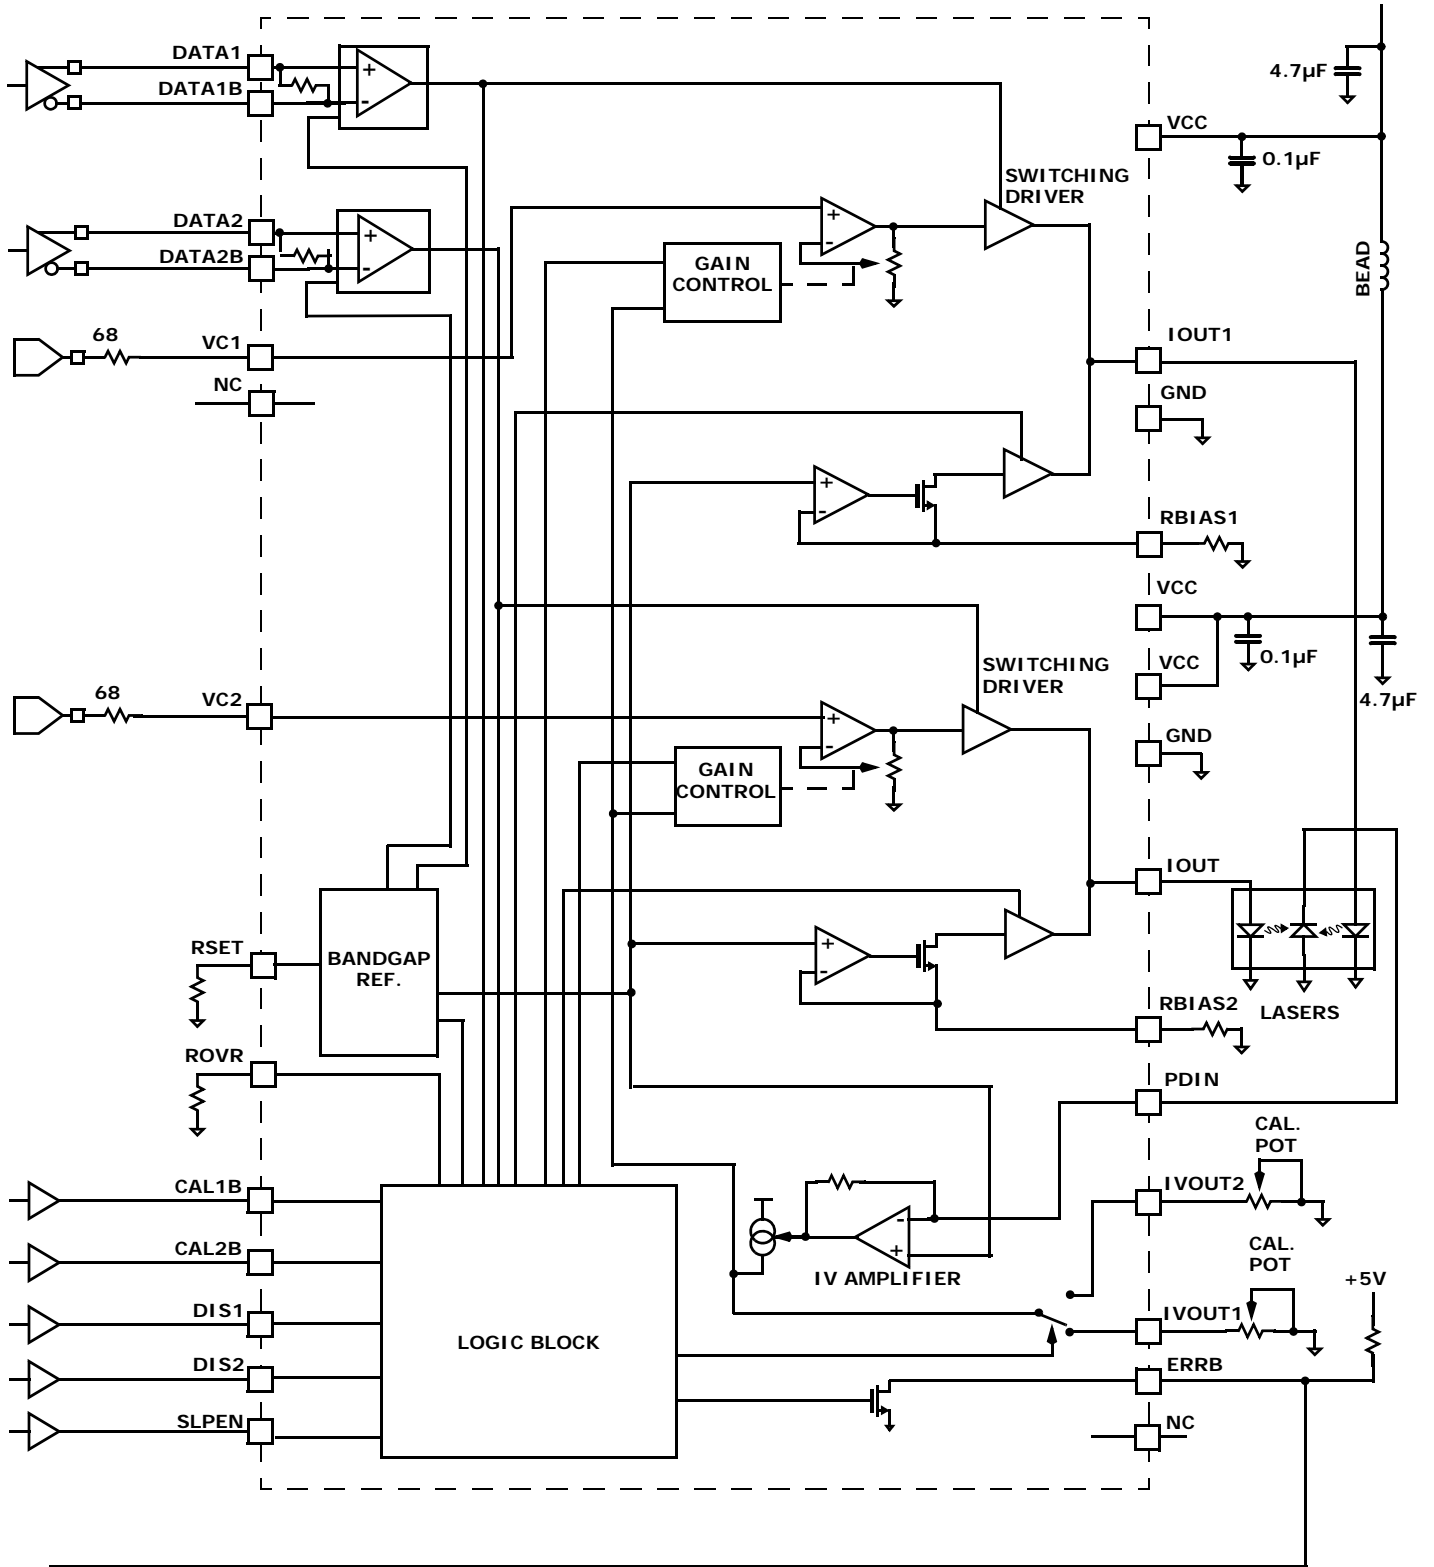 DATA1
DATA1B
+
-
4.7µF
VCC
0.1µF
SWITCHING
DRIVER
DATA2
DATA2B
+
-
+
-
GAIN
CONTROL
BEAD
68
VC1
IOUT1
NC
GND
+
-
RBIAS1
VCC
0.1µF
VCC
4.7µF
SWITCHING
DRIVER
68
VC2
+
-
GND
GAIN
CONTROL
IOUT
RSET
BANDGAP
REF.
+
-
RBIAS2
LASERS
ROVR
PDIN
CAL.
POT
CAL1B
IVOUT2
-
+
CAL2B
IV AMPLIFIER
CAL.
POT
+5V
DIS1
IVOUT1
LOGIC BLOCK
DIS2
ERRB
SLPEN
NC